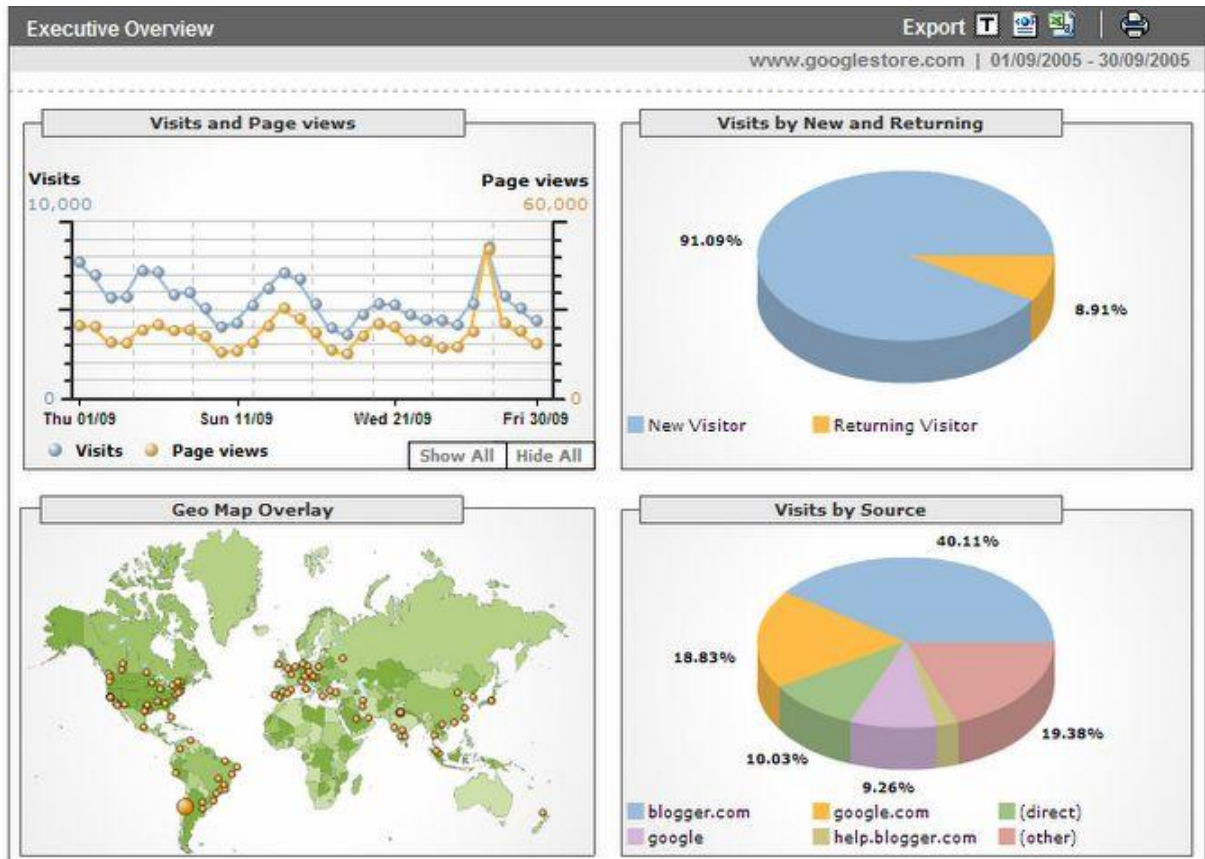 Executive Overview
Export T
www.googlestore.com | 01/09/2005 - 30/09/2005
Visits and Page views
Visits
Page views
10,000
60,000
0
0
Thu 01/09
Sun 11/09
Wed 21/09
Fri 30/09
Visits
Page views
Show All
Hide All
Visits by New and Returning
91.09%
8.91%
New Visitor
Returning Visitor
Geo Map Overlay
Visits by Source
40.11%
18.83%
10.03%
9.26%
19.38%
blogger.com
google.com
(direct)
google
help.blogger.com
(other)